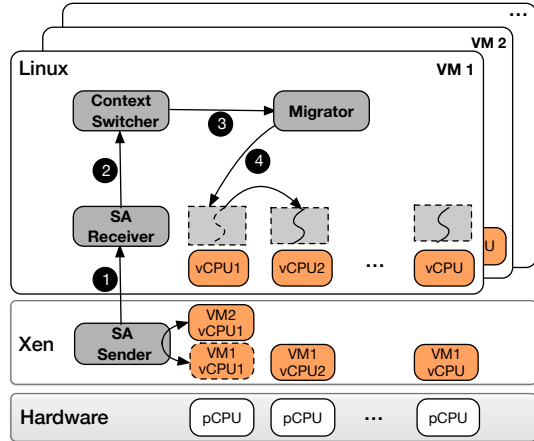 ...
VM 2
Linux
VM 1
Context
Switcher
Migrator
3
2
4
SA
Receiver
vCPU1
vCPU2
...
vCPU
U
1
Xen
SA
Sender
VM2
vCPU1
VM1
vCPU1
VM1
vCPU2
VM1
vCPU
Hardware
pCPU
pCPU
...
pCPU